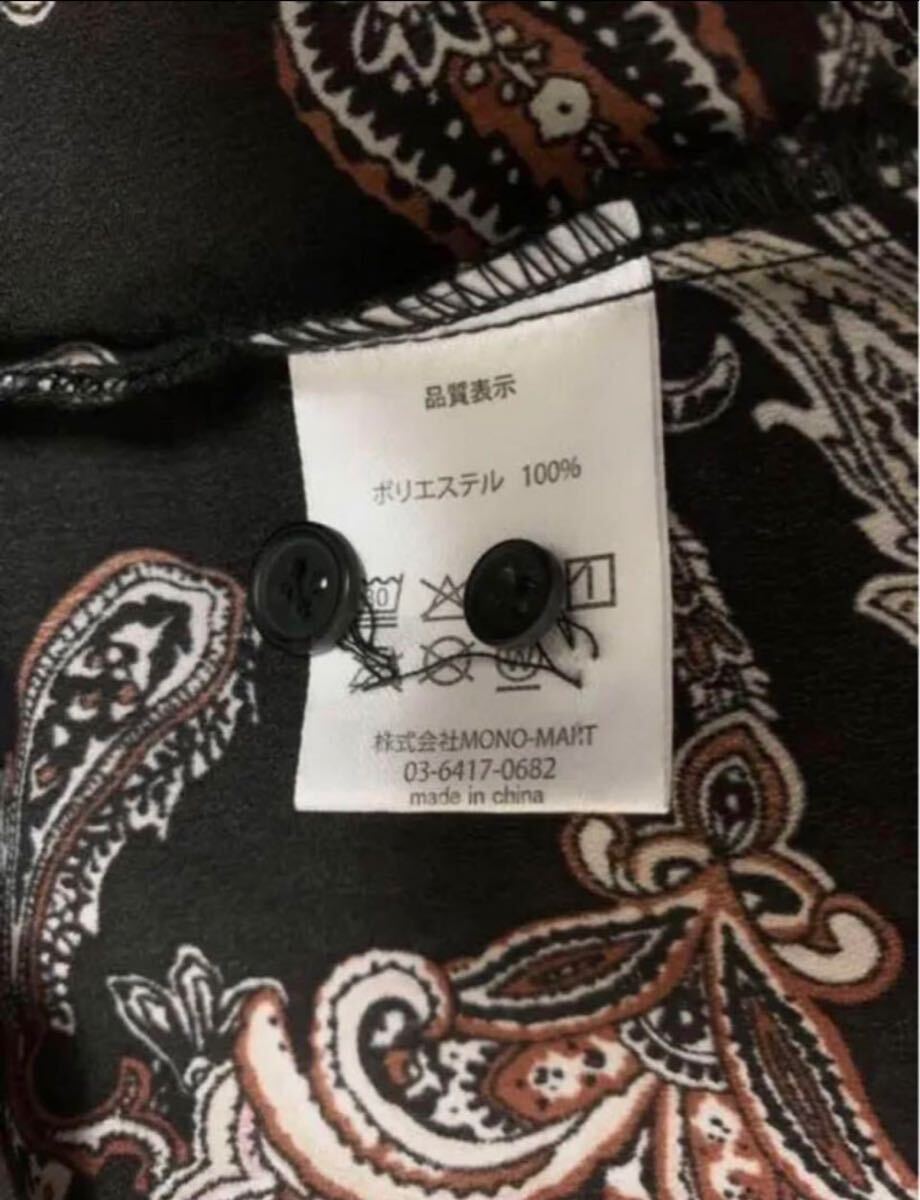 品質表示
ポリエステル 100%
30
W
株式会社MONO-MART
03-6417-0682
made in china